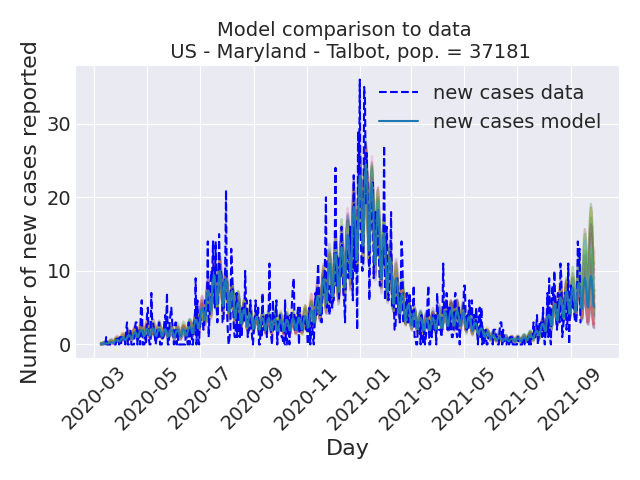 Model comparison to data
US - Maryland - Talbot, pop. = 37181
Number of new cases reported
30
20
10
0
new cases data
new cases model
2020-03
2020-05
2020-07
2020-09
2020-11
2021-01
2021-03
2021-05
2021-07
2021-09
Day